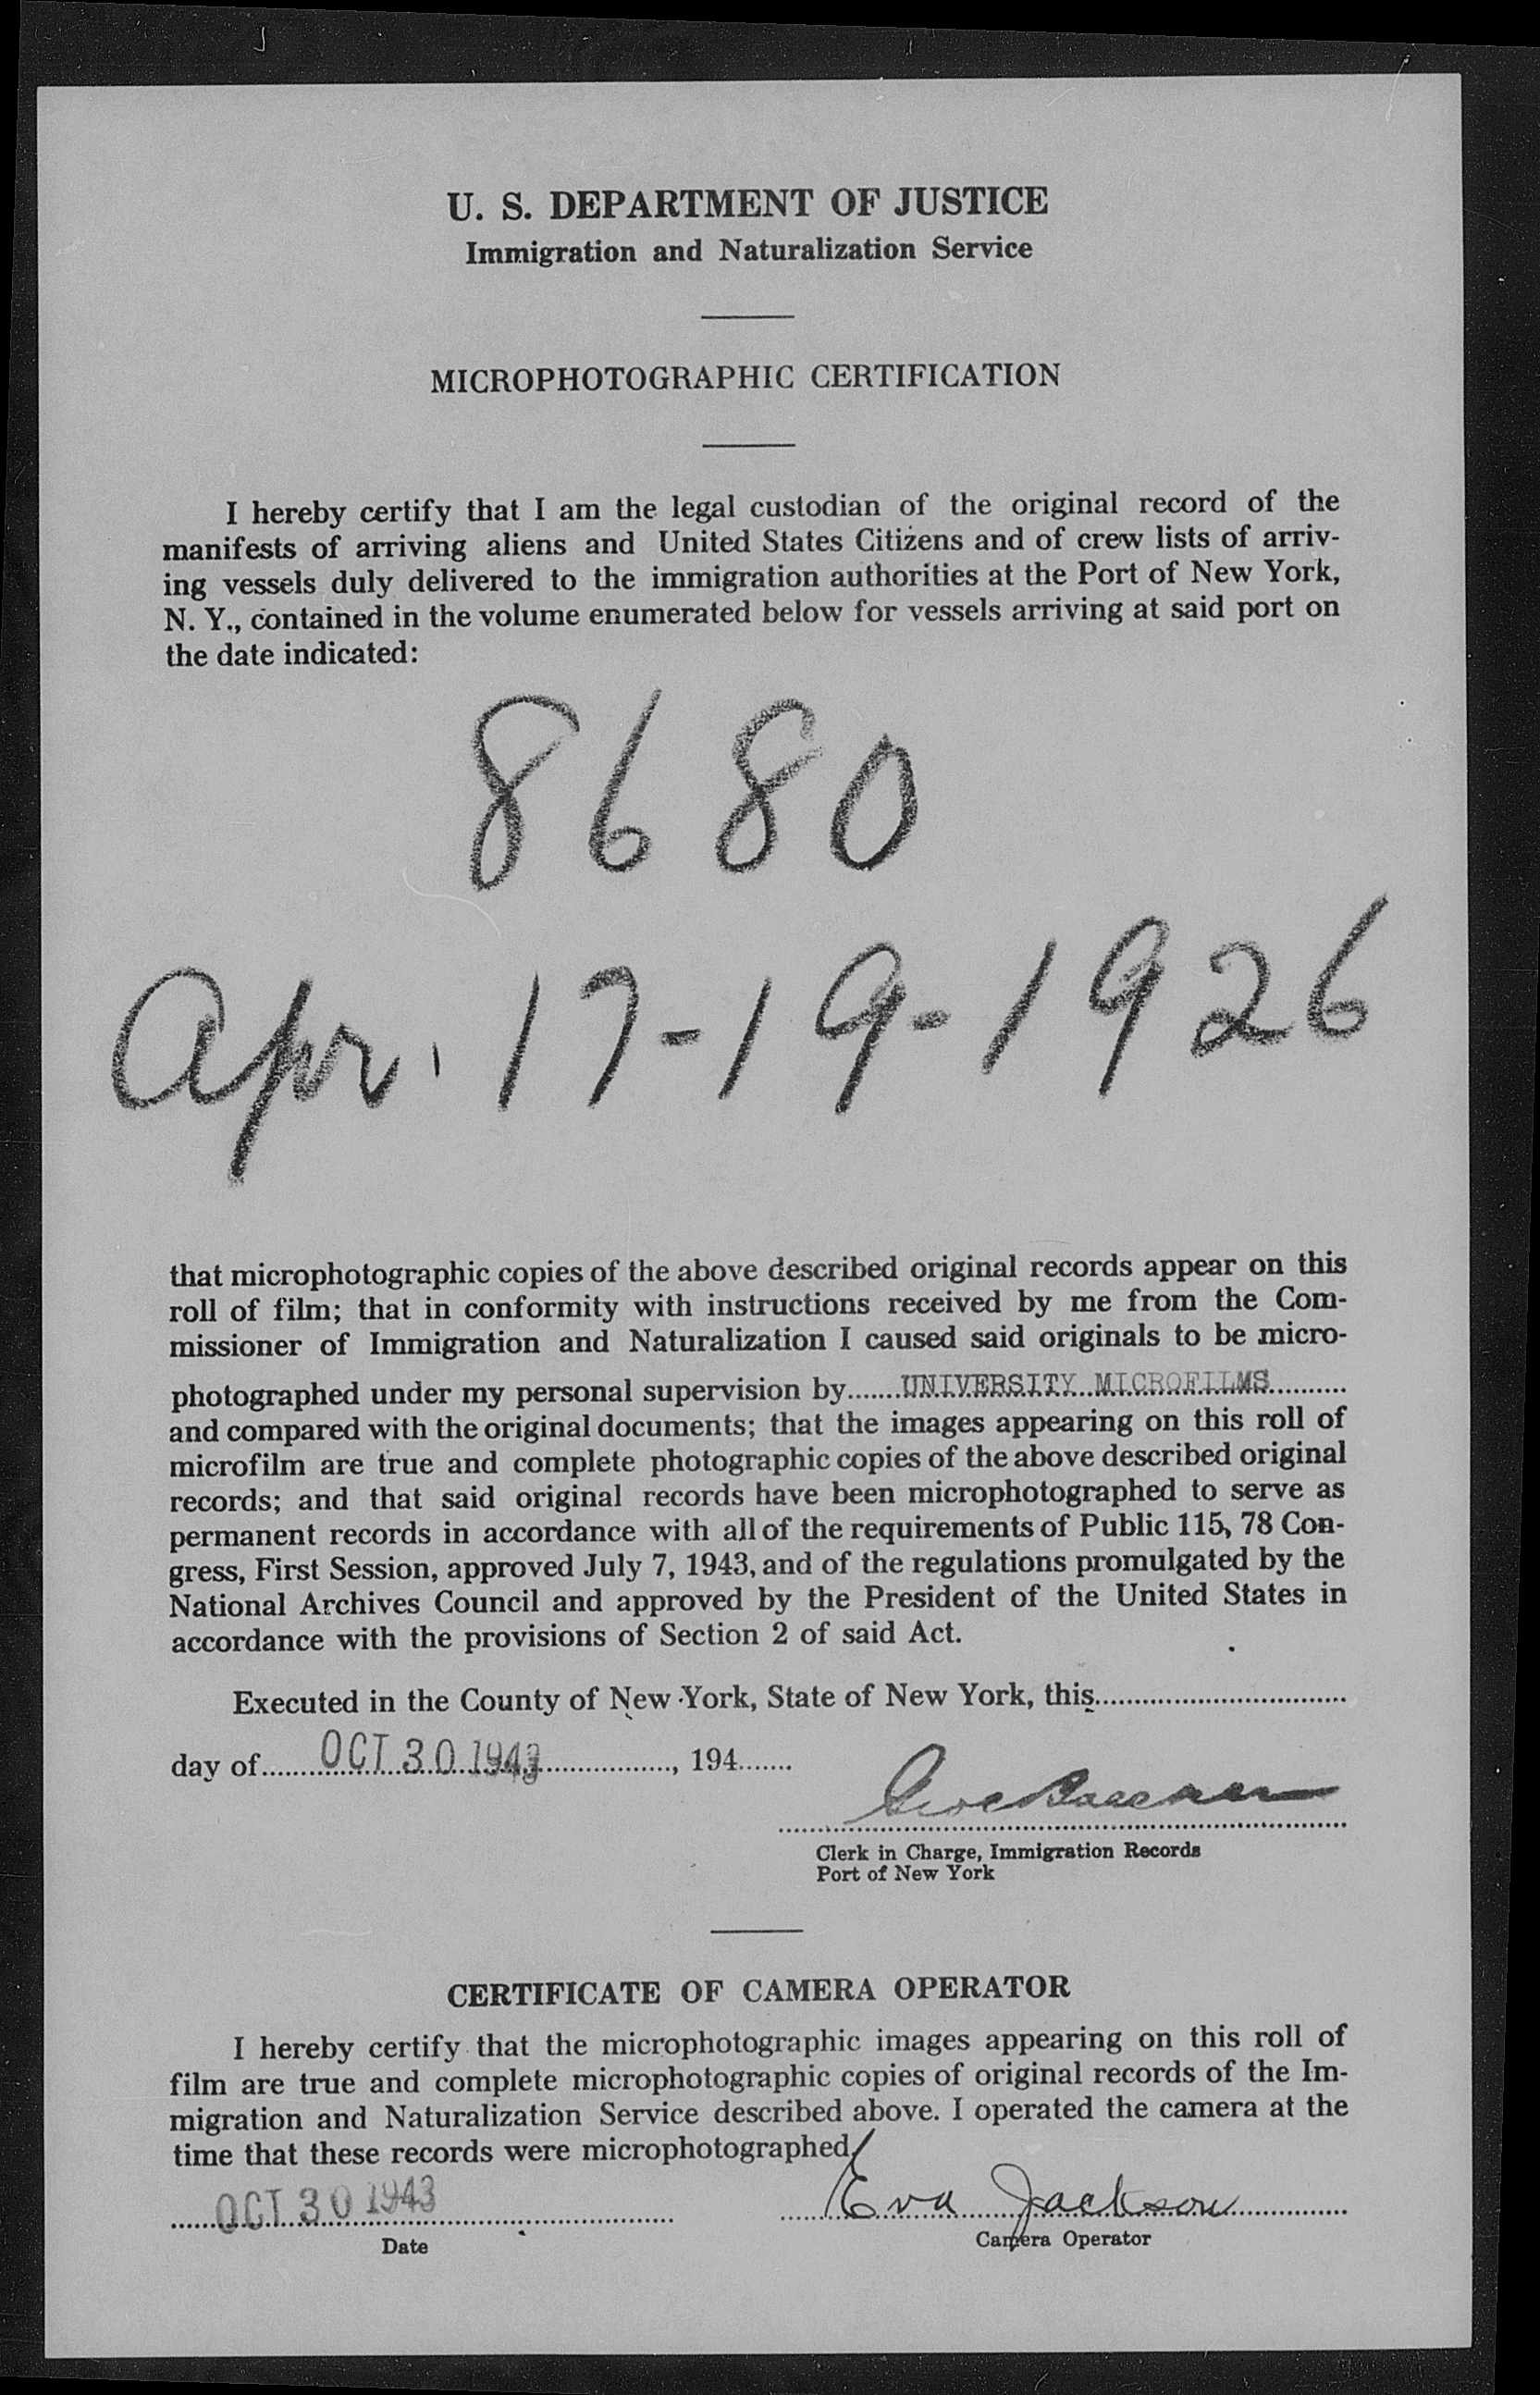 U. S. DEPARTMENT OF JUSTICE
Immigration and Naturalization Service
MICROPHOTOGRAPHIC CERTIFICATION
I hereby certify that I am the legal custodian of the original record of the
manifests of arriving aliens and United States Citizens and of crew lists of arriv-
ing vessels duly delivered to the immigration authorities at the Port of New York,
N. Y., contained in the volume enumerated below for vessels arriving at said port on
the date indicated:
8680
Apr. 17-19-1926
that microphotographic copies of the above described original records appear on this
roll of film; that in conformity with instructions received by me from the Com-
missioner of Immigration and Naturalization I caused said originals to be micro-
photographed under my personal supervision by UNIVERSITY MICROFILMS
and compared with the original documents; that the images appearing on this roll of
microfilm are true and complete photographic copies of the above described original
records; and that said original records have been microphotographed to serve as
permanent records in accordance with all of the requirements of Public 115, 78 Con-
gress, First Session, approved July 7, 1943, and of the regulations promulgated by the
National Archives Council and approved by the President of the United States in
accordance with the provisions of Section 2 of said Act.
Executed in the County of New York, State of New York, this
day of OCT 30 1943, 194
Clerk in Charge, Immigration Records
Port of New York
CERTIFICATE OF CAMERA OPERATOR
I hereby certify that the microphotographic images appearing on this roll of
film are true and complete microphotographic copies of original records of the Im-
migration and Naturalization Service described above. I operated the camera at the
time that these records were microphotographed
OCT 30 1943 Eva Jackson
Date Camera Operator